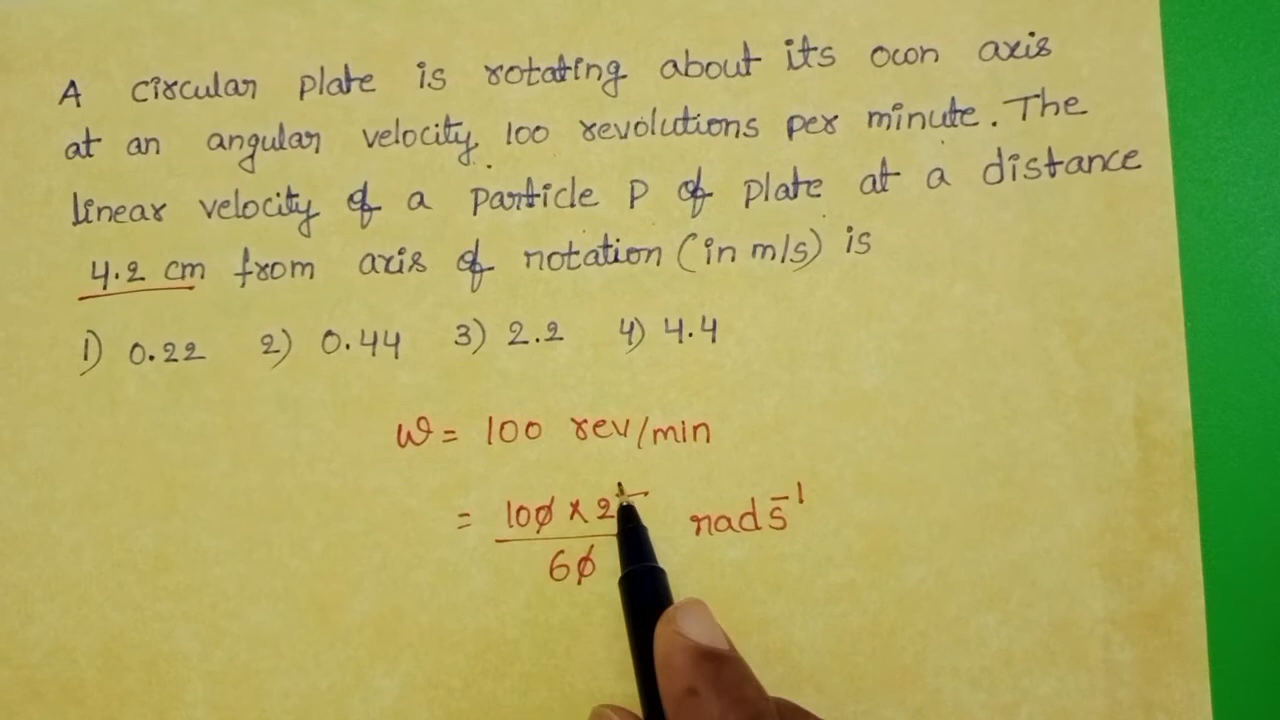 A circular plate is rotating about its own axis
at an angular velocity 100 revolutions per minute. The
linear velocity of a particle P of plate at a distance
4.2 cm from axis of rotation (in m/s) is
1) 0.22 2) 0.44 3) 2.2 4) 4.4
ω = 100 rev/min
= 100 × 2
60
rad s⁻¹